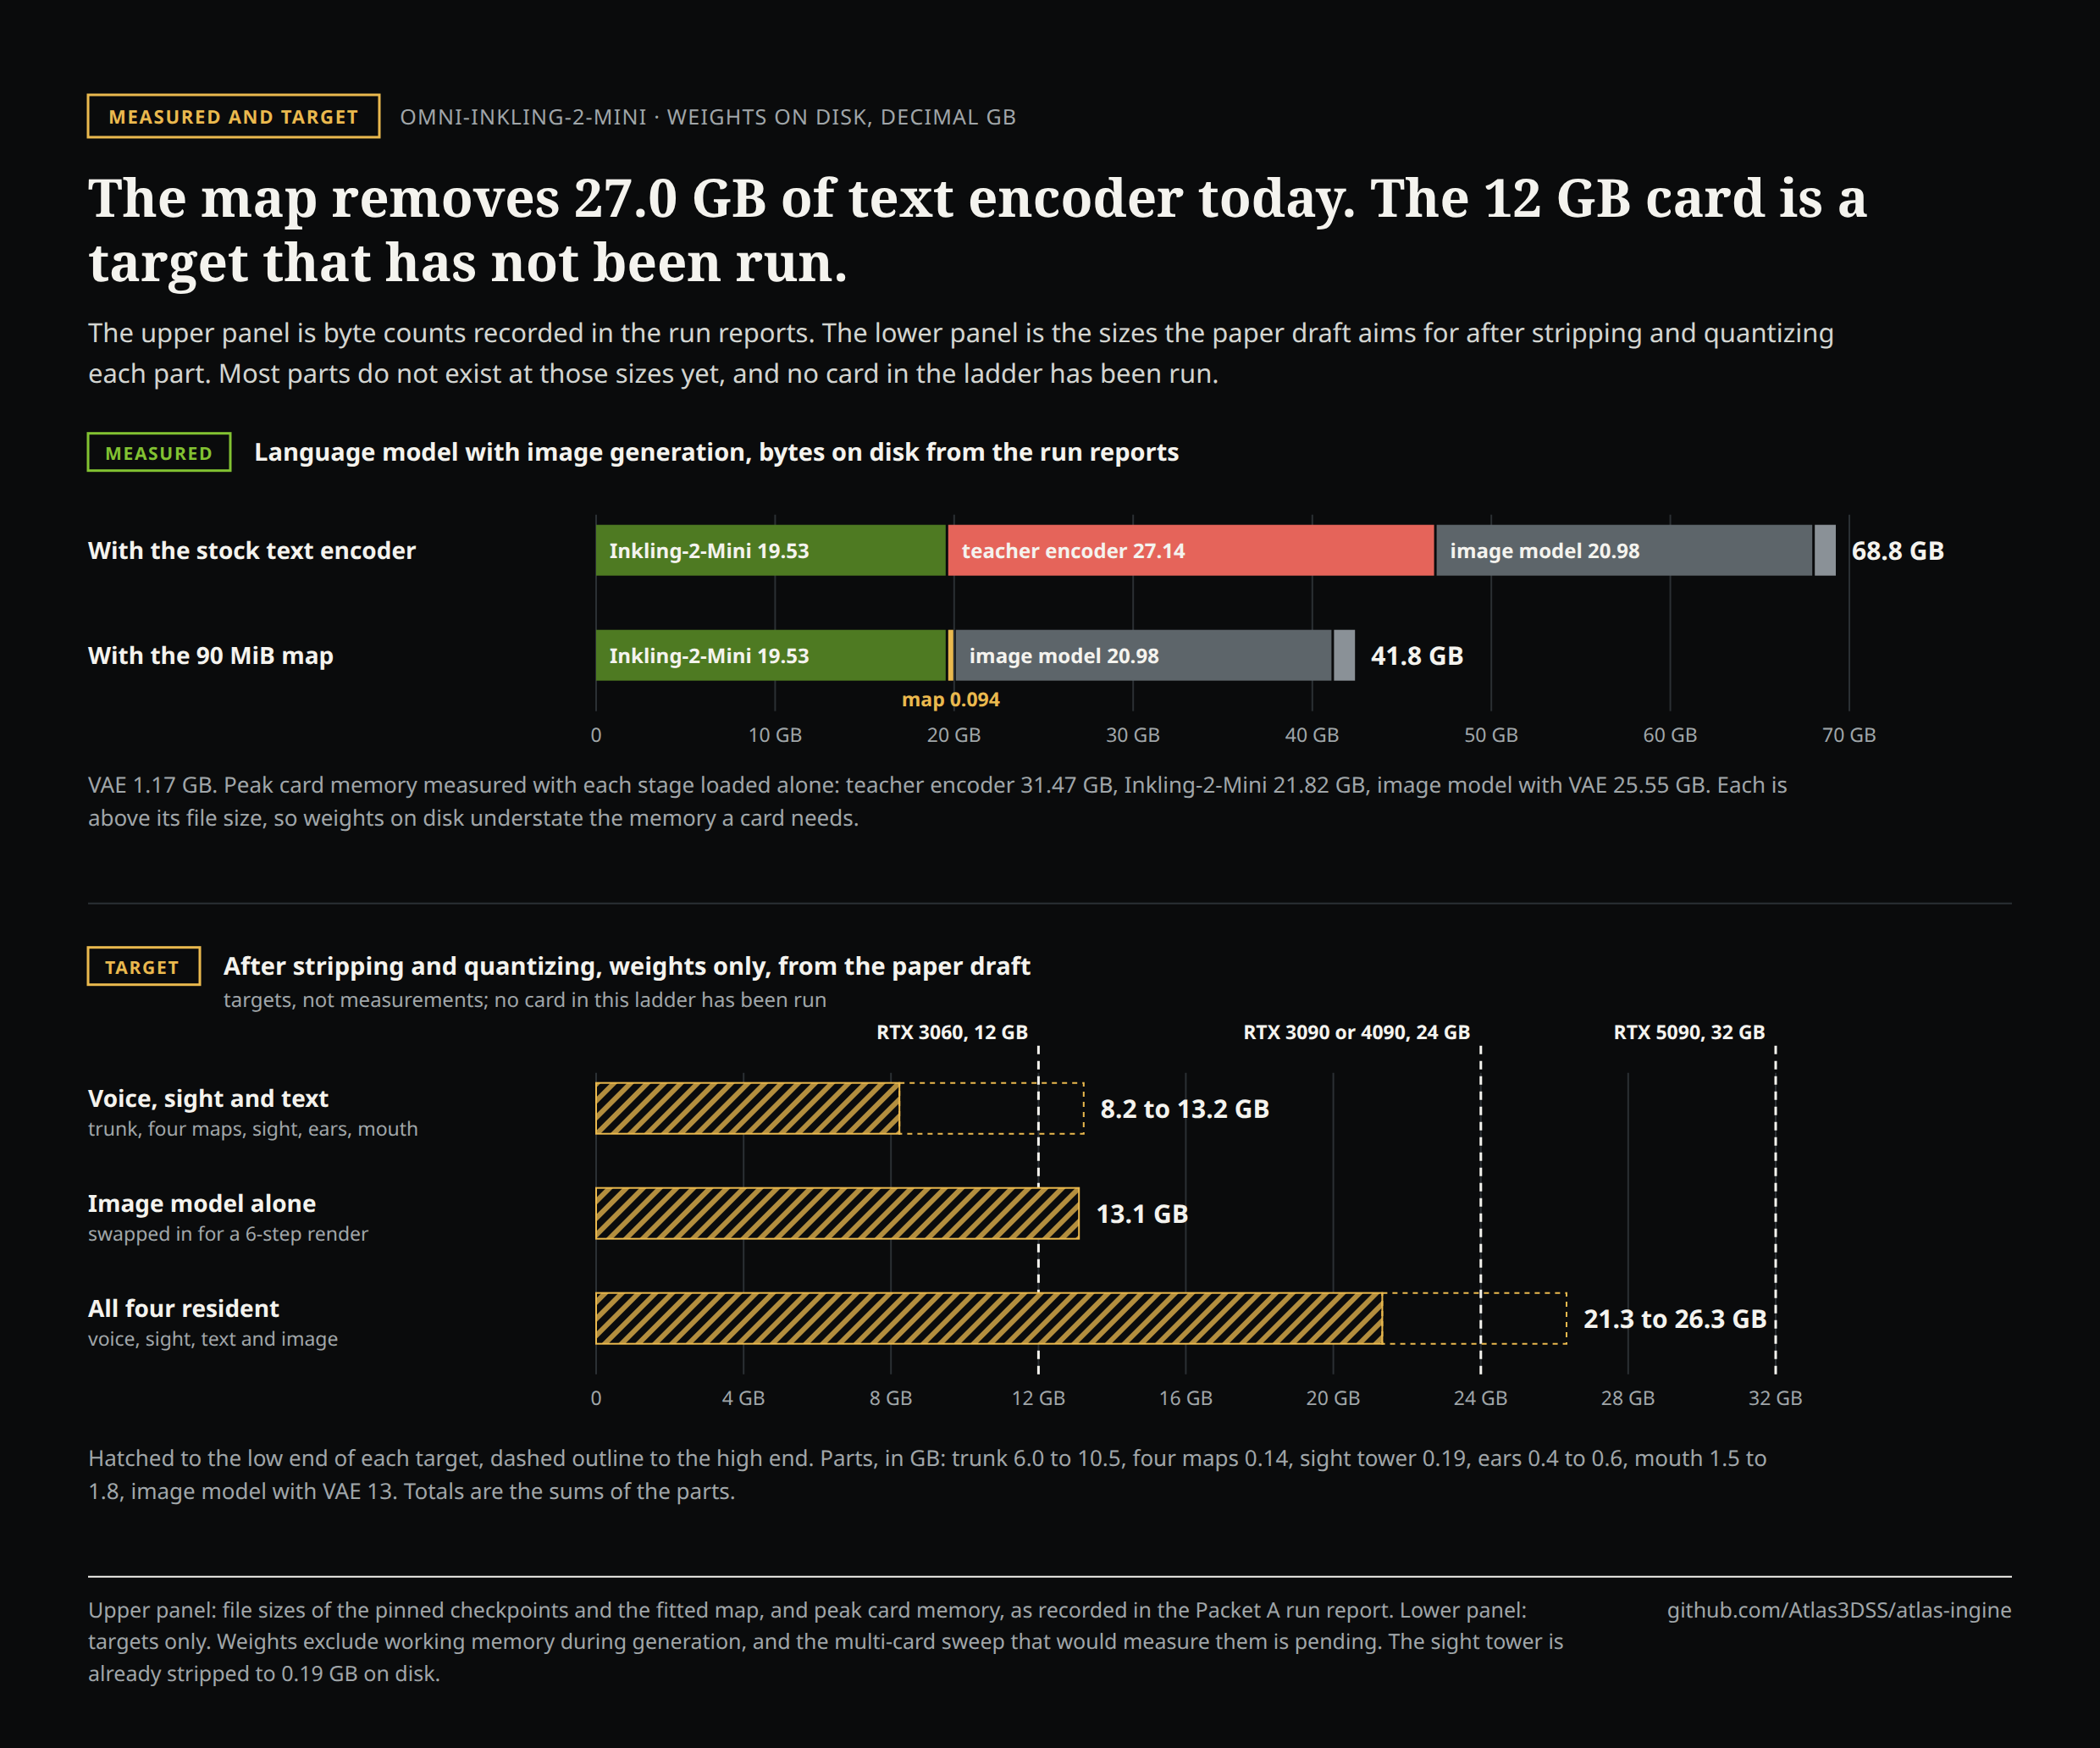 MEASURED AND TARGET
OMNI-INKLING-2-MINI · WEIGHTS ON DISK, DECIMAL GB
The map removes 27.0 GB of text encoder today. The 12 GB card is a
target that has not been run.
The upper panel is byte counts recorded in the run reports. The lower panel is the sizes the paper draft aims for after stripping and quantizing
each part. Most parts do not exist at those sizes yet, and no card in the ladder has been run.
MEASURED
Language model with image generation, bytes on disk from the run reports
With the stock text encoder
Inkling-2-Mini 19.53
teacher encoder 27.14
image model 20.98
68.8 GB
With the 90 MiB map
Inkling-2-Mini 19.53
image model 20.98
41.8 GB
map 0.094
0
10 GB
20 GB
30 GB
40 GB
50 GB
60 GB
70 GB
VAE 1.17 GB. Peak card memory measured with each stage loaded alone: teacher encoder 31.47 GB, Inkling-2-Mini 21.82 GB, image model with VAE 25.55 GB. Each is
above its file size, so weights on disk understate the memory a card needs.
TARGET
After stripping and quantizing, weights only, from the paper draft
targets, not measurements; no card in this ladder has been run
RTX 3060, 12 GB
RTX 3090 or 4090, 24 GB
RTX 5090, 32 GB
Voice, sight and text
trunk, four maps, sight, ears, mouth
8.2 to 13.2 GB
Image model alone
swapped in for a 6-step render
13.1 GB
All four resident
voice, sight, text and image
21.3 to 26.3 GB
0
4 GB
8 GB
12 GB
16 GB
20 GB
24 GB
28 GB
32 GB
Hatched to the low end of each target, dashed outline to the high end. Parts, in GB: trunk 6.0 to 10.5, four maps 0.14, sight tower 0.19, ears 0.4 to 0.6, mouth 1.5 to
1.8, image model with VAE 13. Totals are the sums of the parts.
Upper panel: file sizes of the pinned checkpoints and the fitted map, and peak card memory, as recorded in the Packet A run report. Lower panel:
targets only. Weights exclude working memory during generation, and the multi-card sweep that would measure them is pending. The sight tower is
already stripped to 0.19 GB on disk.
github.com/Atlas3DSS/atlas-ingine